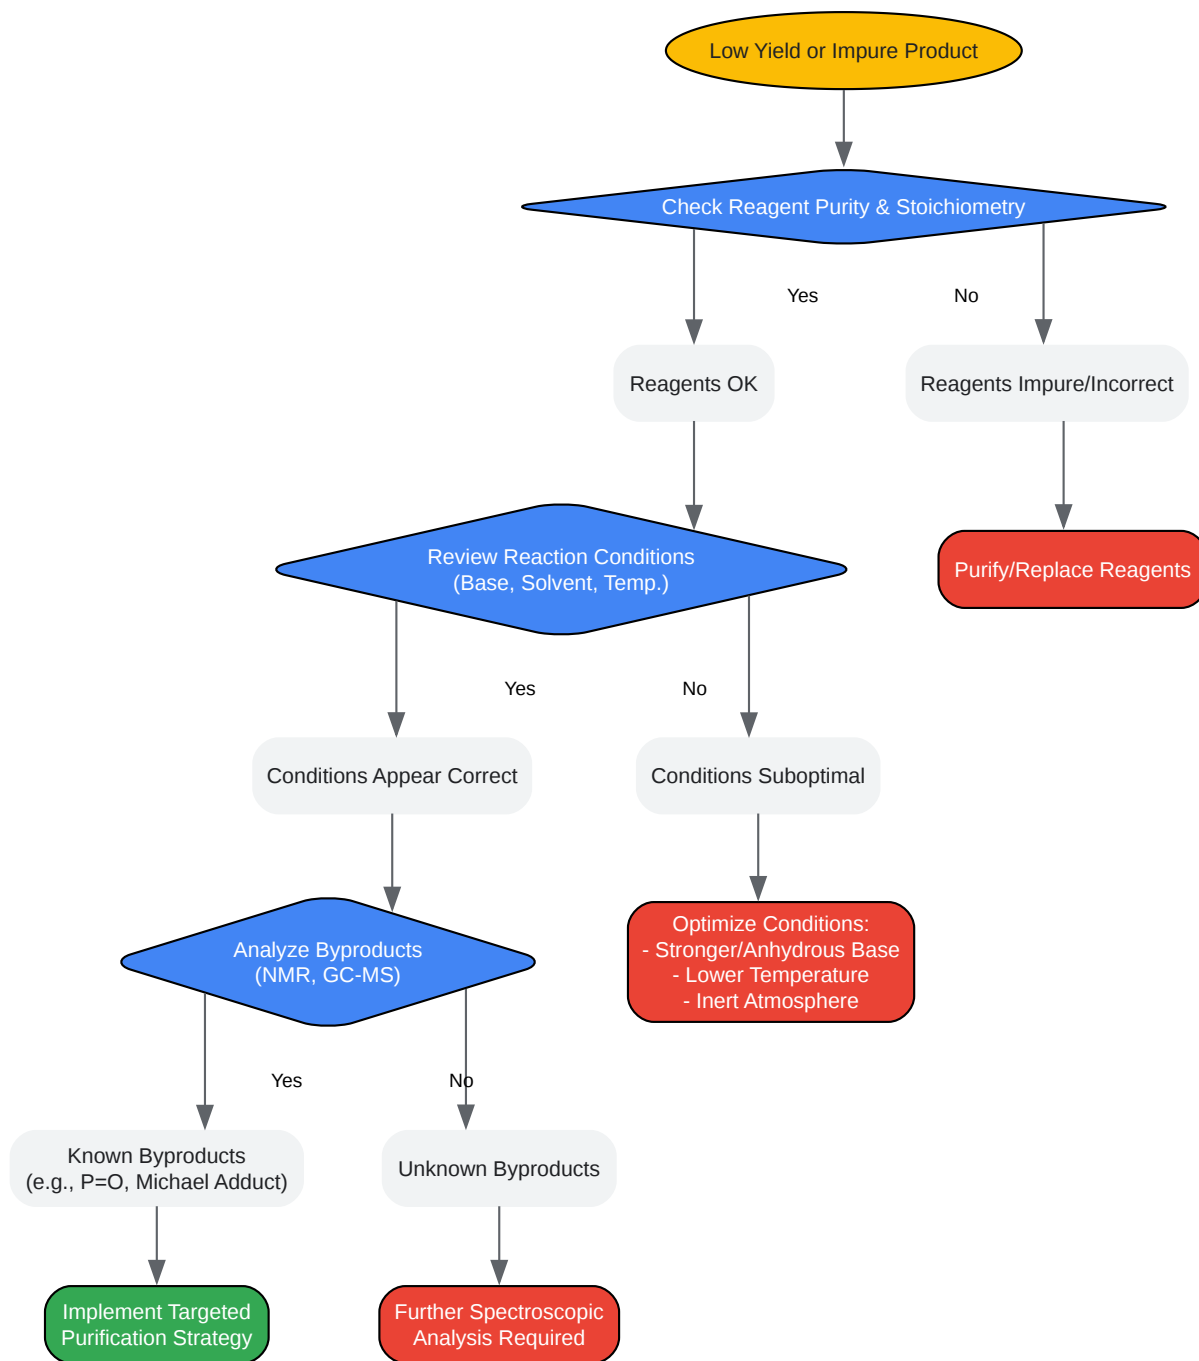 Low Yield or Impure Product
Check Reagent Purity & Stoichiometry
Yes
No
Reagents OK
Reagents Impure/Incorrect
Review Reaction Conditions
(Base, Solvent, Temp.)
Purify/Replace Reagents
Yes
No
Conditions Appear Correct
Conditions Suboptimal
Analyze Byproducts
(NMR, GC-MS)
Optimize Conditions:
- Stronger/Anhydrous Base
- Lower Temperature
- Inert Atmosphere
Yes
No
Known Byproducts
(e.g., P=O, Michael Adduct)
Unknown Byproducts
Implement Targeted
Purification Strategy
Further Spectroscopic
Analysis Required